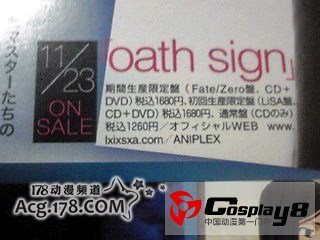 スターたちの
11/23
ON
SALE
「oath sign」
期間生産限定盤（Fate/Zero盤、CD+
DVD）税込1680円、初回生産限定盤（LiSA盤、
CD+DVD）税込1680円、通常盤（CDのみ）
税込1260円／オフィシャルWEB www.
lxixsxa.com／ANIPLEX
178动漫频道
Acg.178.COM
Cosplay8
中国动漫第一门户